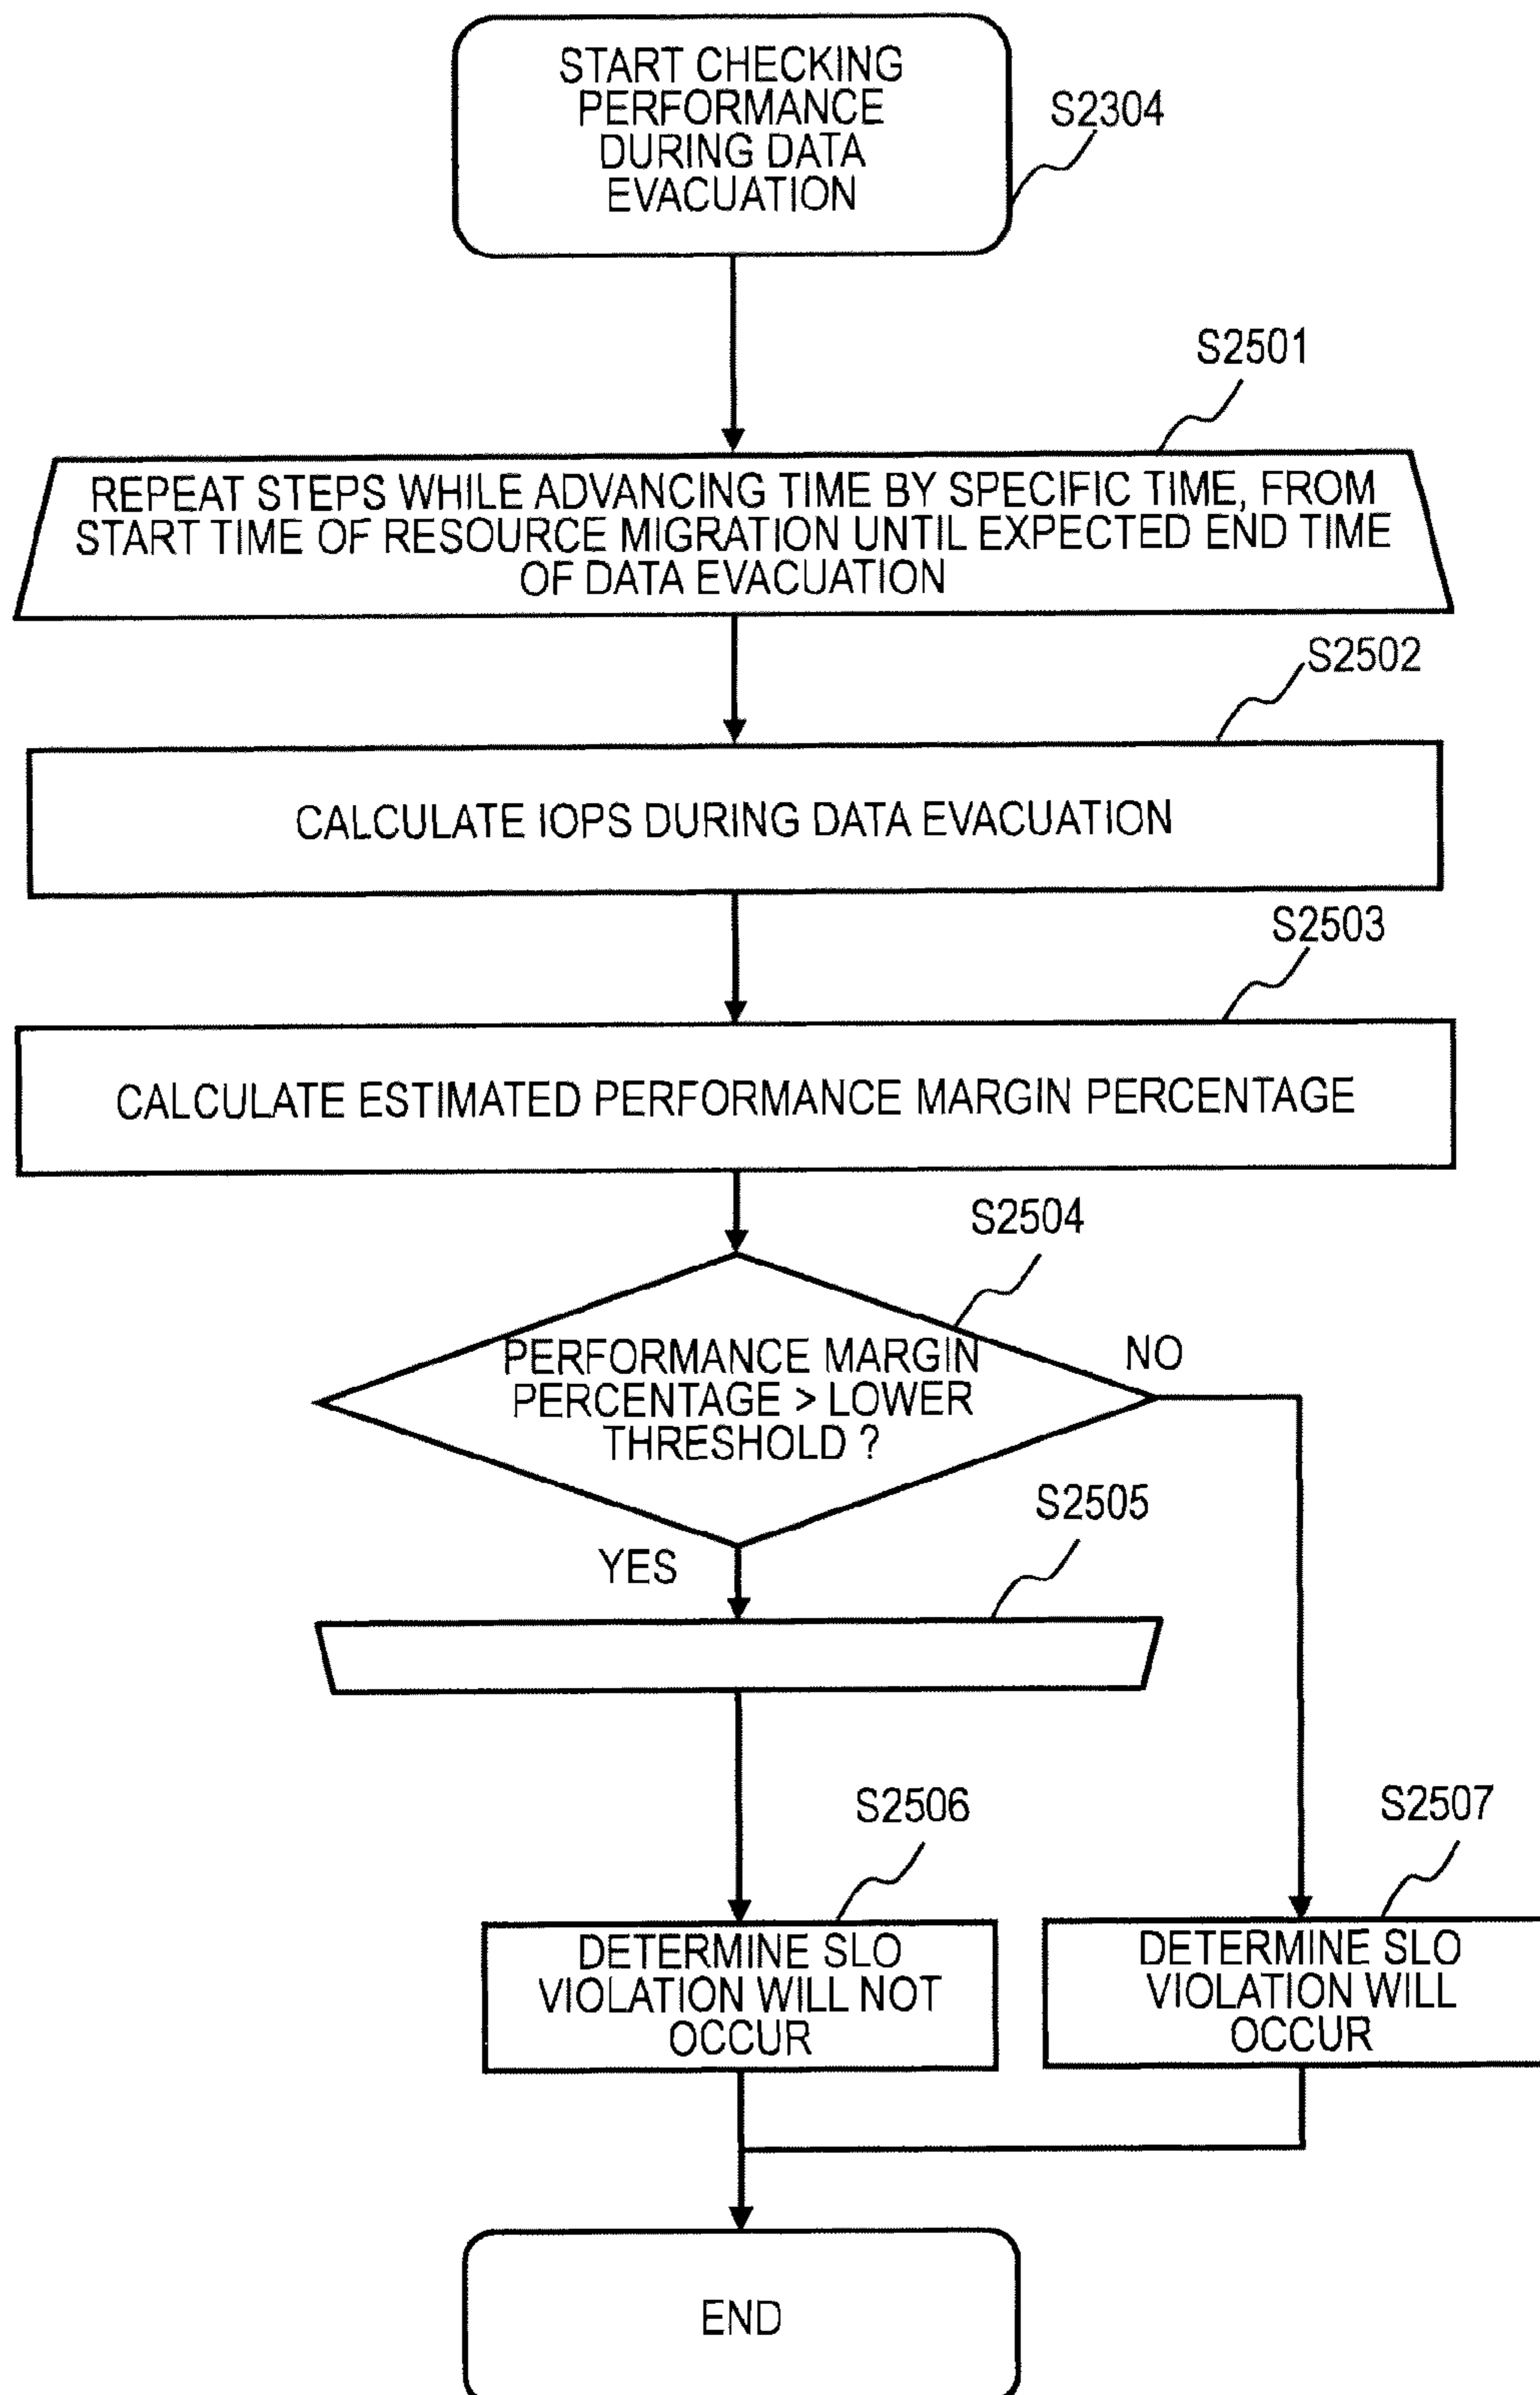 START CHECKING
PERFORMANCE
DURING DATA
EVACUATION
S2304
S2501
REPEAT STEPS WHILE ADVANCING TIME BY SPECIFIC TIME, FROM
START TIME OF RESOURCE MIGRATION UNTIL EXPECTED END TIME
OF DATA EVACUATION
S2502
CALCULATE IOPS DURING DATA EVACUATION
S2503
CALCULATE ESTIMATED PERFORMANCE MARGIN PERCENTAGE
S2504
PERFORMANCE MARGIN
PERCENTAGE > LOWER
THRESHOLD ?
NO
YES
S2505
S2506
DETERMINE SLO
VIOLATION WILL NOT
OCCUR
S2507
DETERMINE SLO
VIOLATION WILL
OCCUR
END